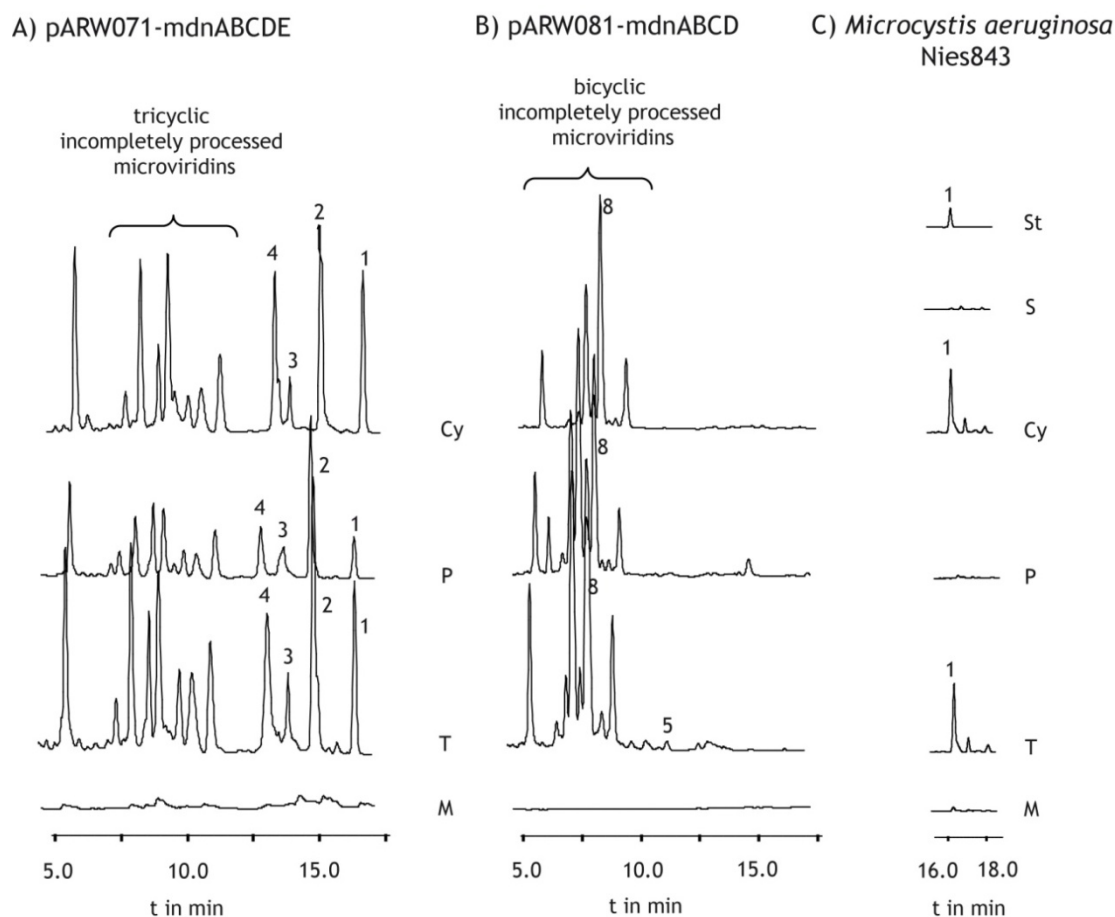 A) pARW071-mdnABCDE
tricyclic
incompletely processed
microviridins
2
4
1
3
Cy
2
4
3
1
P
4
2
1
3
T
M
5.0 10.0 15.0
t in min
B) pARW081-mdnABCD
bicyclic
incompletely processed
microviridins
8
8
8
5
5.0 10.0 15.0
t in min
C) Microcystis aeruginosa
Nies843
1
St
S
1
Cy
P
1
T
M
16.0 18.0
t in min